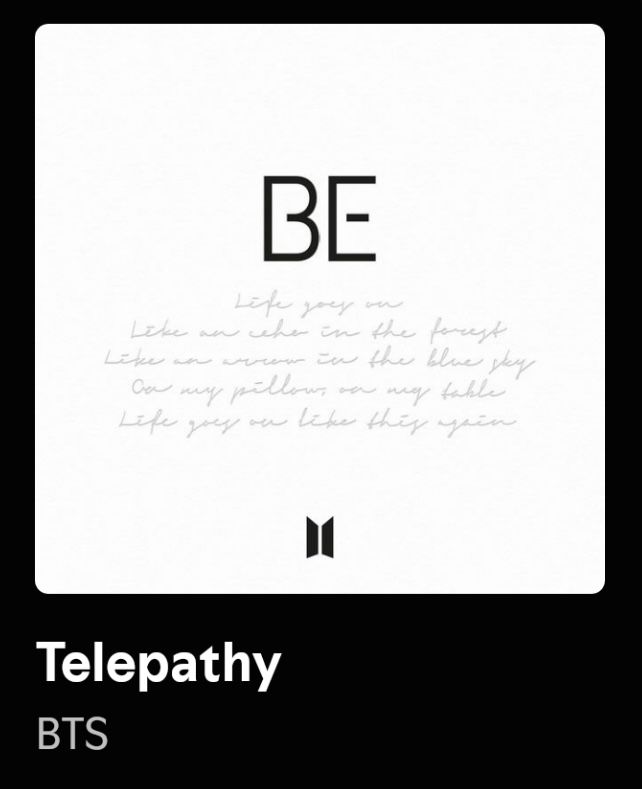 BE
Life goes on
Like an echo in the forest
Like an arrow in the blue sky
On my pillow, on my table
Life goes on like this again
Telepathy
BTS